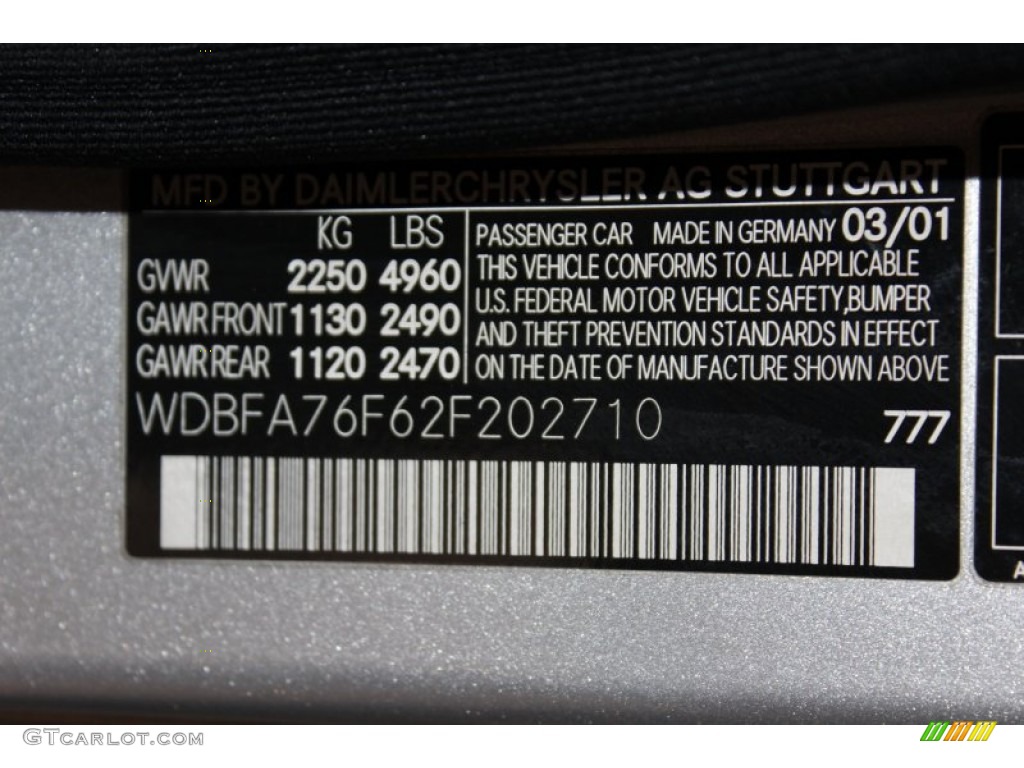 MFD BY DAIMLERCHRYSLER AG STUTTGART
KG LBS
GVWR 2250 4960
GAWR FRONT 1130 2490
GAWR REAR 1120 2470
PASSENGER CAR MADE IN GERMANY 03/01
THIS VEHICLE CONFORMS TO ALL APPLICABLE
U.S. FEDERAL MOTOR VEHICLE SAFETY,BUMPER
AND THEFT PREVENTION STANDARDS IN EFFECT
ON THE DATE OF MANUFACTURE SHOWN ABOVE
WDBFA76F62F202710
777
A
GTCARLOT.COM